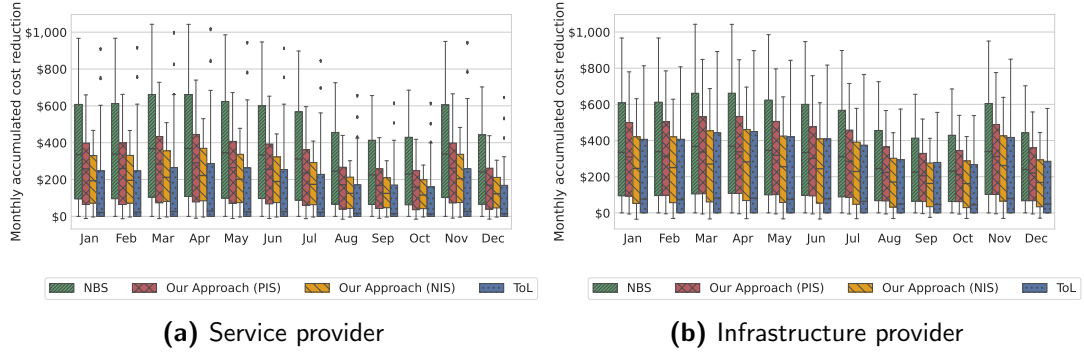 Monthly accumulated cost reduction
$1,000
$800
$600
$400
$200
$0
Jan Feb Mar Apr May Jun Jul Aug Sep Oct Nov Dec
NBS Our Approach (PIS) Our Approach (NIS) ToL
(a) Service provider
Monthly accumulated cost reduction
$1,000
$800
$600
$400
$200
$0
Jan Feb Mar Apr May Jun Jul Aug Sep Oct Nov Dec
NBS Our Approach (PIS) Our Approach (NIS) ToL
(b) Infrastructure provider